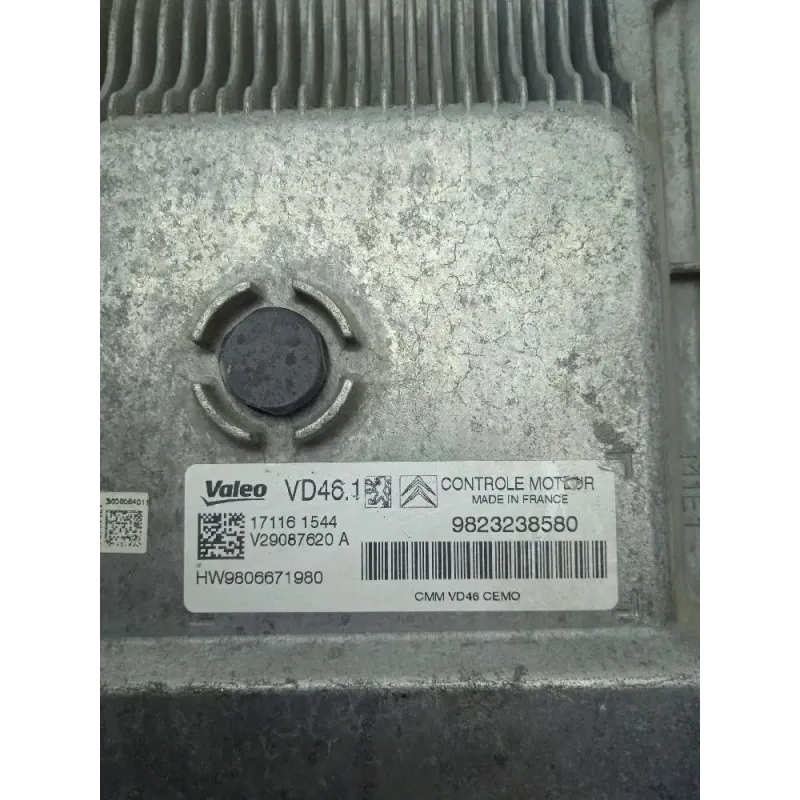 Valeo VD46.1 CONTROLE MOTEUR
MADE IN FRANCE
17116 1544
V29087620 A
9823238580
HW9806671980
CMM VD46 CEMO